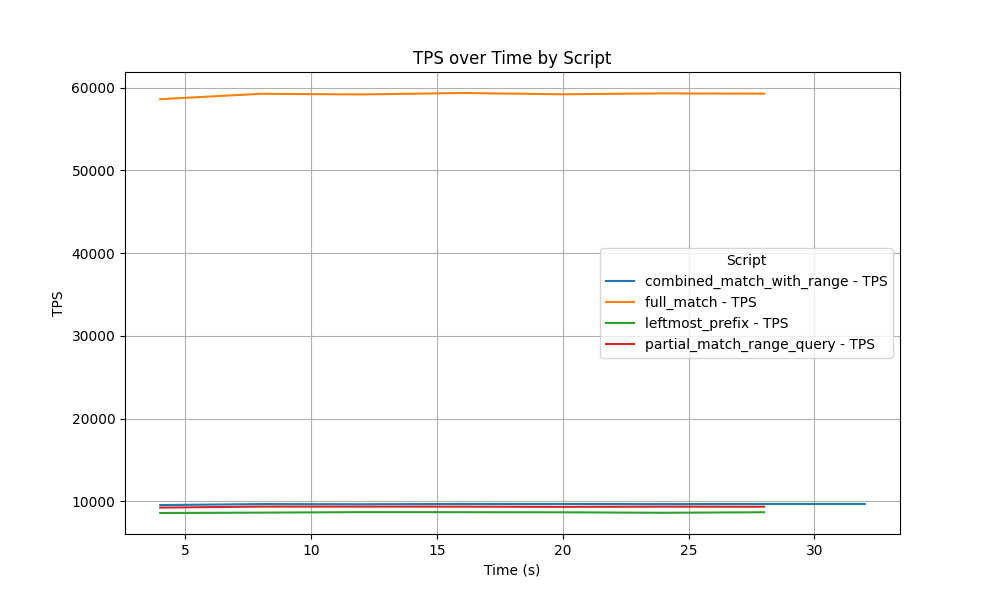 TPS over Time by Script
60000
50000
40000
30000
20000
10000
TPS
Script
combined_match_with_range - TPS
full_match - TPS
leftmost_prefix - TPS
partial_match_range_query - TPS
5 10 15 20 25 30
Time (s)